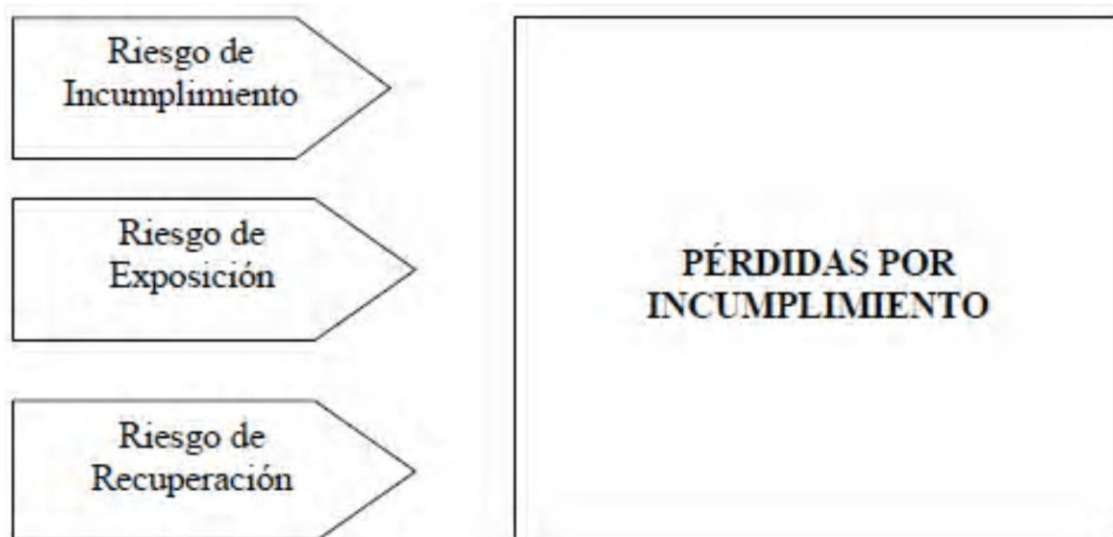 Riesgo de
Incumplimiento
Riesgo de
Exposición
Riesgo de
Recuperación
PÉRDIDAS POR
INCUMPLIMIENTO